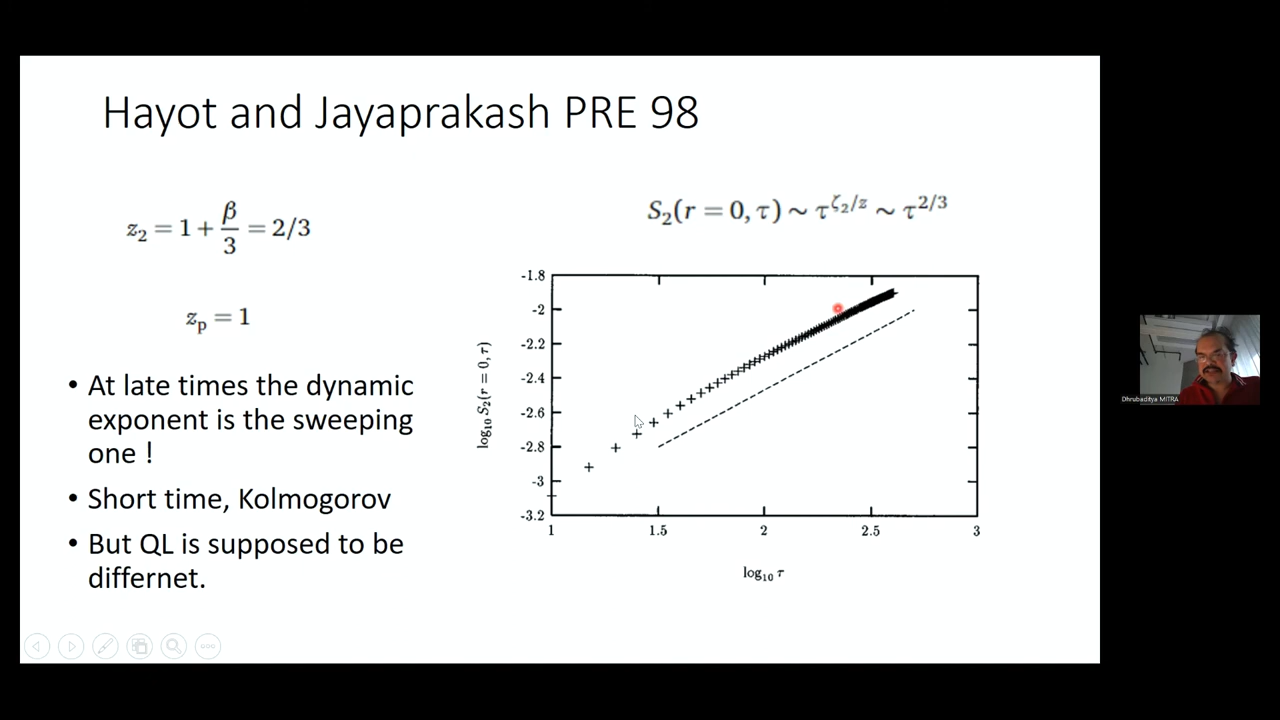 Hayot and Jayaprakash PRE 98
z₂ = 1 + β/3 = 2/3
zₚ = 1
• At late times the dynamic
exponent is the sweeping
one !
• Short time, Kolmogorov
• But QL is supposed to be
differnet.
S₂(r = 0, τ) ~ τ^{ζ₂/z} ~ τ^{2/3}
log₁₀ S₂(r = 0, τ)
-1.8
-2
-2.2
-2.4
-2.6
-2.8
-3
-3.2
1 1.5 2 2.5 3
log₁₀ τ
Dhrubaditya MITRA